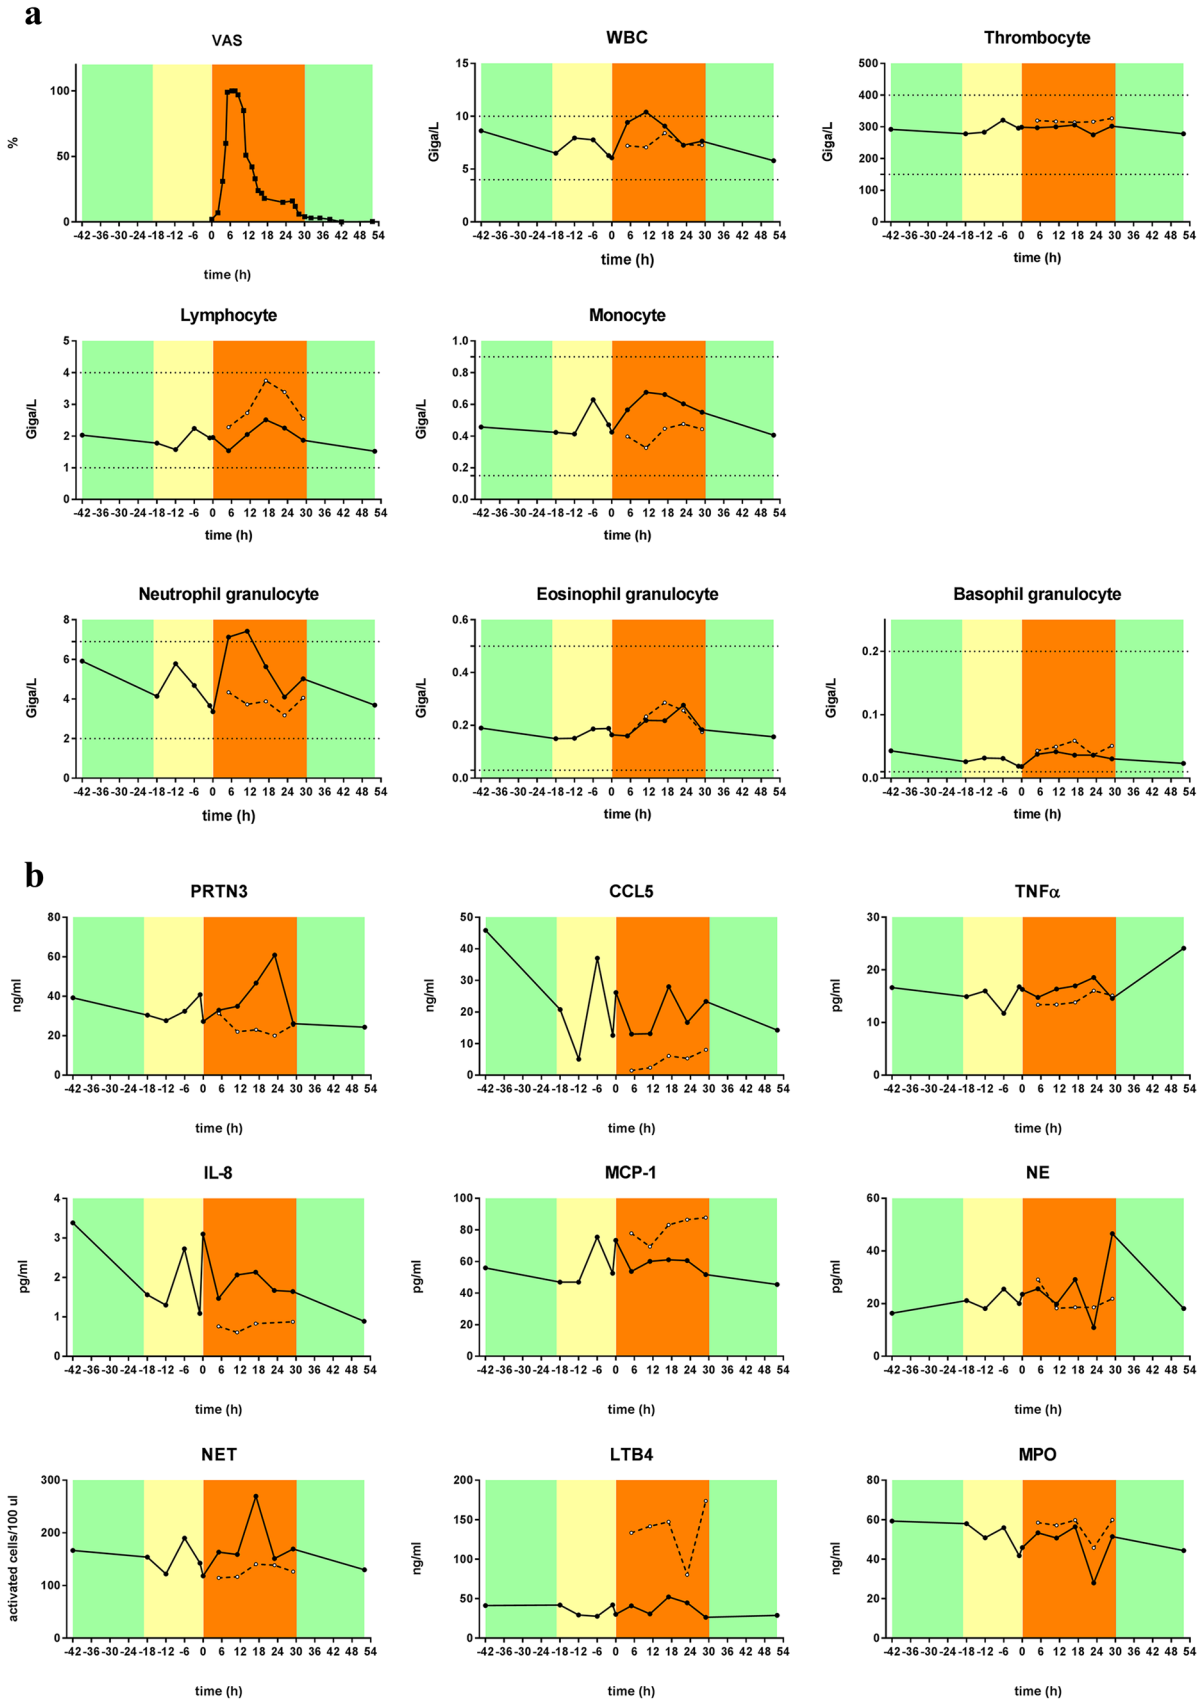 a
VAS
WBC
Thrombocyte
%
100
50
0
-42 -36 -30 -24 -18 -12 -6 0 6 12 18 24 30 36 42 48 54
time (h)
Giga/L
15
10
5
0
-42 -36 -30 -24 -18 -12 -6 0 6 12 18 24 30 36 42 48 54
time (h)
Giga/L
500
400
300
200
100
0
-42 -36 -30 -24 -18 -12 -6 0 6 12 18 24 30 36 42 48 54
time (h)
Lymphocyte
Monocyte
Giga/L
5
4
3
2
1
0
-42 -36 -30 -24 -18 -12 -6 0 6 12 18 24 30 36 42 48 54
time (h)
Giga/L
1.0
0.8
0.6
0.4
0.2
0.0
-42 -36 -30 -24 -18 -12 -6 0 6 12 18 24 30 36 42 48 54
time (h)
Neutrophil granulocyte
Eosinophil granulocyte
Basophil granulocyte
Giga/L
8
6
4
2
0
-42 -36 -30 -24 -18 -12 -6 0 6 12 18 24 30 36 42 48 54
time (h)
Giga/L
0.6
0.4
0.2
0.0
-42 -36 -30 -24 -18 -12 -6 0 6 12 18 24 30 36 42 48 54
time (h)
Giga/L
0.2
0.1
0.0
-42 -36 -30 -24 -18 -12 -6 0 6 12 18 24 30 36 42 48 54
time (h)
b
PRTN3
CCL5
TNFα
ng/ml
80
60
40
20
0
-42 -36 -30 -24 -18 -12 -6 0 6 12 18 24 30 36 42 48 54
time (h)
ng/ml
50
40
30
20
10
0
-42 -36 -30 -24 -18 -12 -6 0 6 12 18 24 30 36 42 48 54
time (h)
pg/ml
30
20
10
0
-42 -36 -30 -24 -18 -12 -6 0 6 12 18 24 30 36 42 48 54
time (h)
IL-8
MCP-1
NE
pg/ml
4
3
2
1
0
-42 -36 -30 -24 -18 -12 -6 0 6 12 18 24 30 36 42 48 54
time (h)
pg/ml
100
80
60
40
20
0
-42 -36 -30 -24 -18 -12 -6 0 6 12 18 24 30 36 42 48 54
time (h)
pg/ml
60
40
20
0
-42 -36 -30 -24 -18 -12 -6 0 6 12 18 24 30 36 42 48 54
time (h)
NET
LTB4
MPO
activated cells/100 ul
300
200
100
0
-42 -36 -30 -24 -18 -12 -6 0 6 12 18 24 30 36 42 48 54
time (h)
ng/ml
200
150
100
50
0
-42 -36 -30 -24 -18 -12 -6 0 6 12 18 24 30 36 42 48 54
time (h)
ng/ml
80
60
40
20
0
-42 -36 -30 -24 -18 -12 -6 0 6 12 18 24 30 36 42 48 54
time (h)